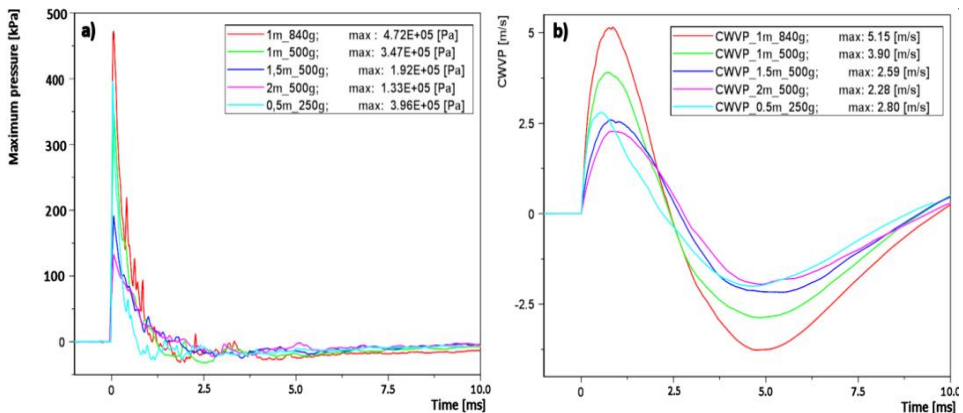 a)
Maximum pressure [kPa]
1m_840g; max : 4.72E+05 [Pa]
1m_500g; max : 3.47E+05 [Pa]
1,5m_500g; max : 1.92E+05 [Pa]
2m_500g; max : 1.33E+05 [Pa]
0,5m_250g; max : 3.96E+05 [Pa]
500
400
300
200
100
0
0 2.5 5.0 7.5 10.0
Time [ms]
b)
CWVP [m/s]
CWVP_1m_840g; max: 5.15 [m/s]
CWVP_1m_500g; max: 3.90 [m/s]
CWVP_1.5m_500g; max: 2.59 [m/s]
CWVP_2m_500g; max: 2.28 [m/s]
CWVP_0.5m_250g; max: 2.80 [m/s]
5
2.5
0
-2.5
0 2.5 5.0 7.5 10.0
Time [ms]